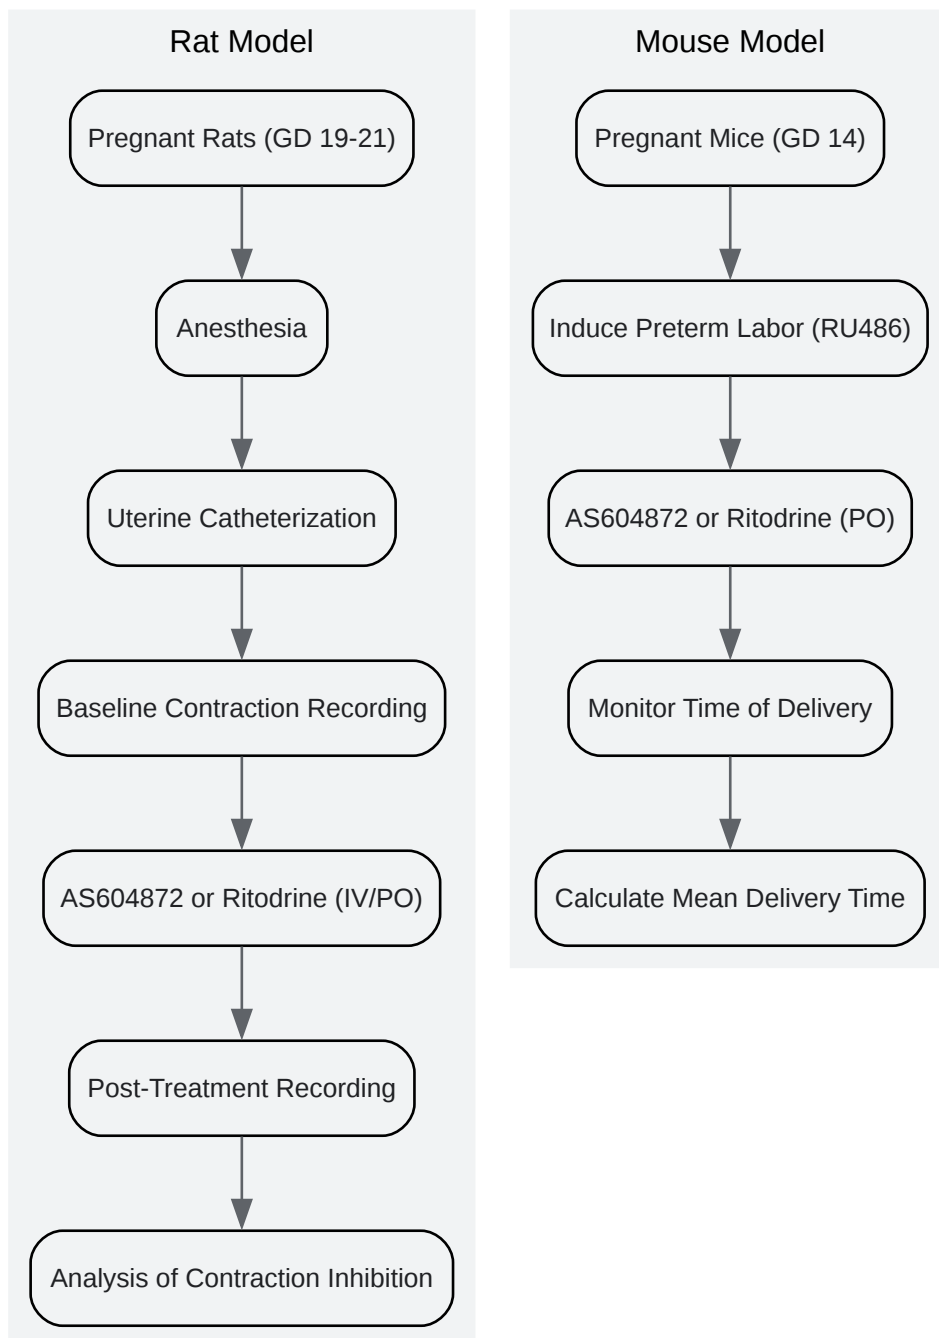 Rat Model
Pregnant Rats (GD 19-21)
Anesthesia
Uterine Catheterization
Baseline Contraction Recording
AS604872 or Ritodrine (IV/PO)
Post-Treatment Recording
Analysis of Contraction Inhibition
Mouse Model
Pregnant Mice (GD 14)
Induce Preterm Labor (RU486)
AS604872 or Ritodrine (PO)
Monitor Time of Delivery
Calculate Mean Delivery Time